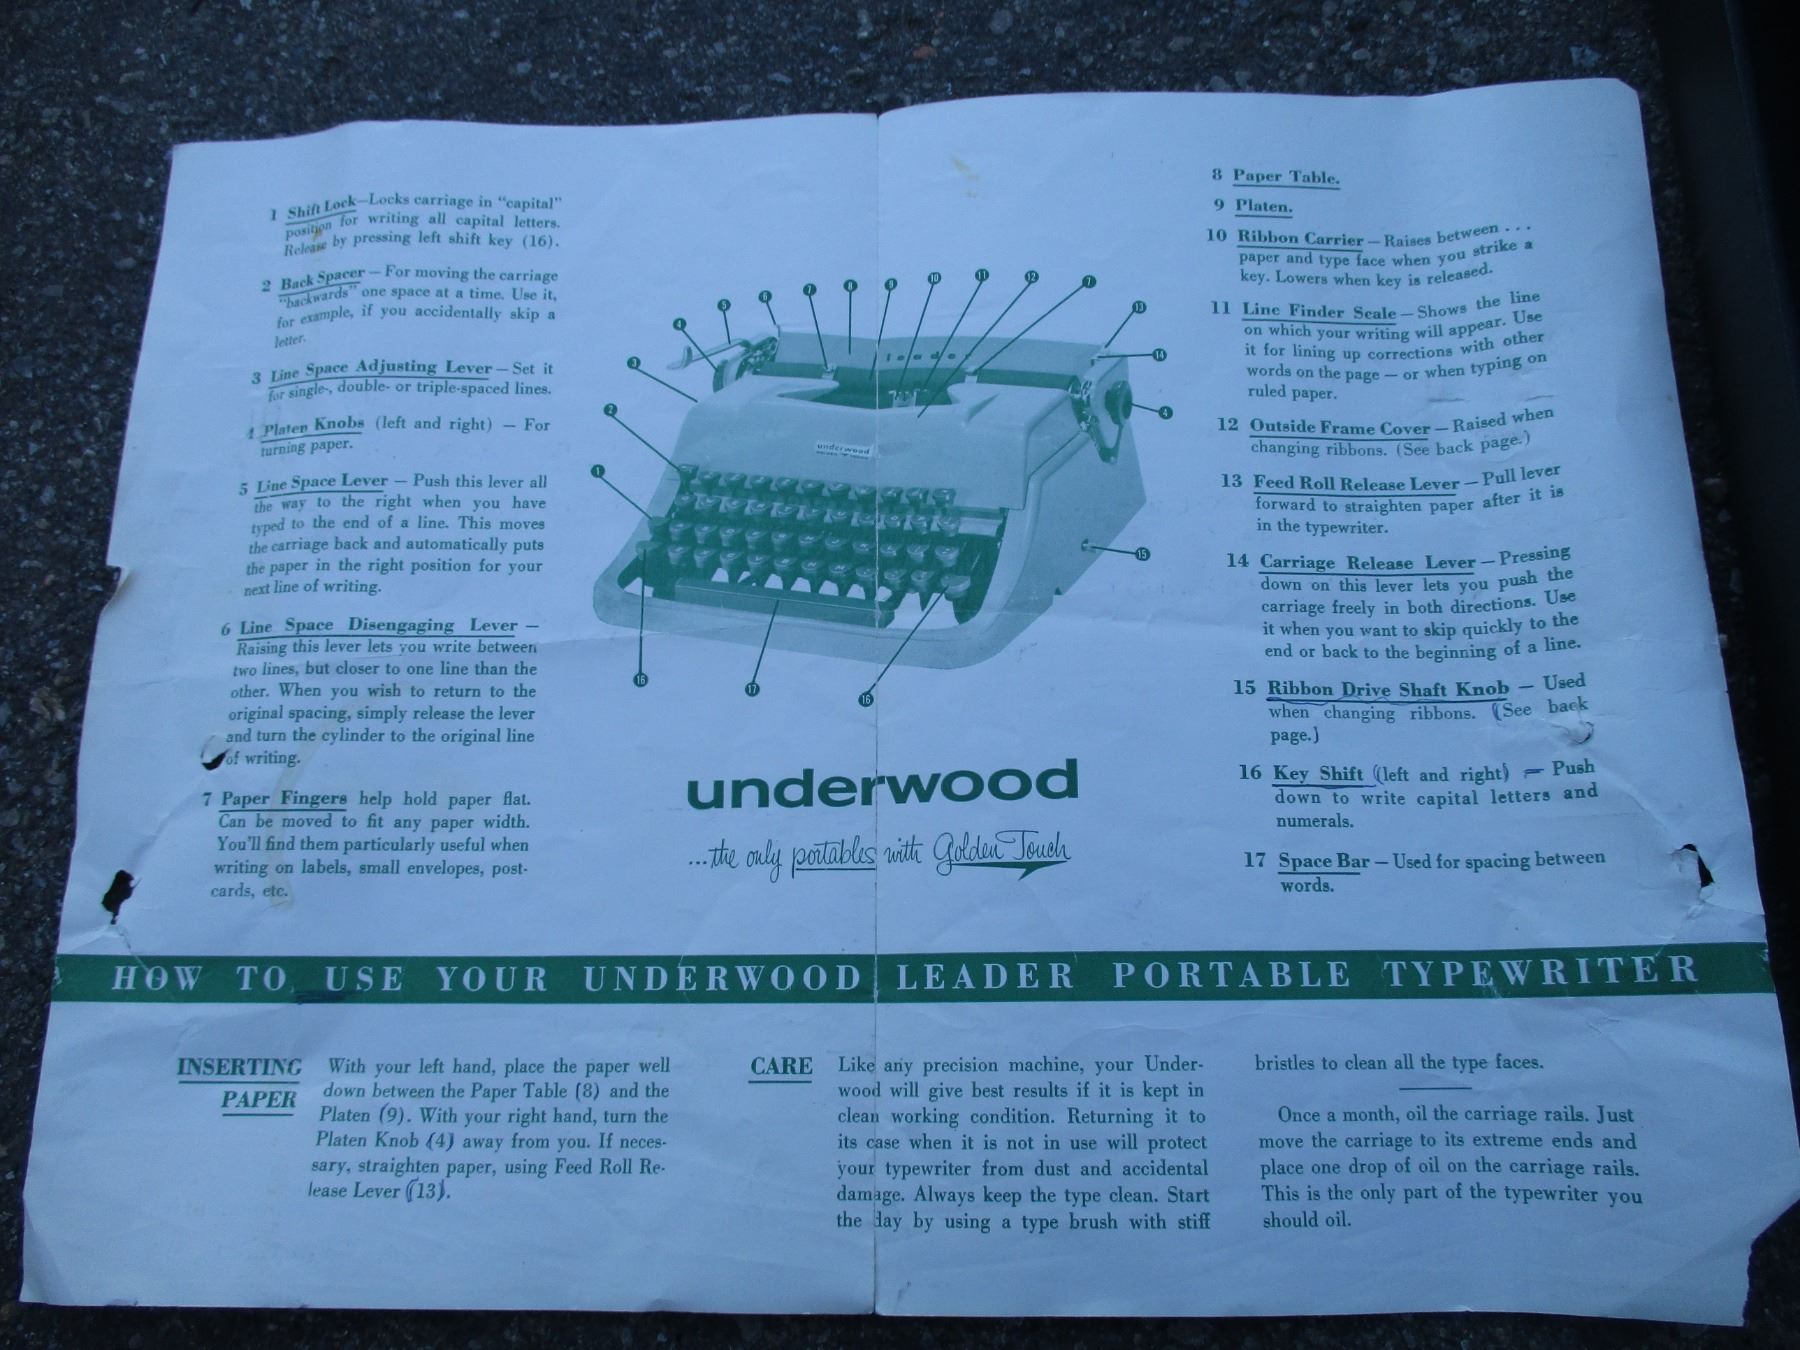 1 Shift Lock—Locks carriage in "capital"
position for writing all capital letters.
Release by pressing left shift key (16).
2 Back Spacer — For moving the carriage
"backwards" one space at a time. Use it,
for example, if you accidentally skip a
letter.
3 Line Space Adjusting Lever — Set it
for single-, double- or triple-spaced lines.
4 Platen Knobs (left and right) — For
turning paper.
5 Line Space Lever — Push this lever all
the way to the right when you have
typed to the end of a line. This moves
the carriage back and automatically puts
the paper in the right position for your
next line of writing.
6 Line Space Disengaging Lever —
Raising this lever lets you write between
two lines, but closer to one line than the
other. When you wish to return to the
original spacing, simply release the lever
and turn the cylinder to the original line
of writing.
7 Paper Fingers help hold paper flat.
Can be moved to fit any paper width.
You'll find them particularly useful when
writing on labels, small envelopes, post-
cards, etc.
1
2
3
4
5
6
7
8
9
10
11
12
7
13
14
4
15
16
17
16
leader
underwood
underwood
...the only portables with Golden Touch
8 Paper Table.
9 Platen.
10 Ribbon Carrier — Raises between . . .
paper and type face when you strike a
key. Lowers when key is released.
11 Line Finder Scale — Shows the line
on which your writing will appear. Use
it for lining up corrections with other
words on the page — or when typing on
ruled paper.
12 Outside Frame Cover — Raised when
changing ribbons. (See back page.)
13 Feed Roll Release Lever — Pull lever
forward to straighten paper after it is
in the typewriter.
14 Carriage Release Lever — Pressing
down on this lever lets you push the
carriage freely in both directions. Use
it when you want to skip quickly to the
end or back to the beginning of a line.
15 Ribbon Drive Shaft Knob — Used
when changing ribbons. (See back
page.)
16 Key Shift (left and right) — Push
down to write capital letters and
numerals.
17 Space Bar — Used for spacing between
words.
HOW TO USE YOUR UNDERWOOD LEADER PORTABLE TYPEWRITER
INSERTING
PAPER
With your left hand, place the paper well
down between the Paper Table (8) and the
Platen (9). With your right hand, turn the
Platen Knob (4) away from you. If neces-
sary, straighten paper, using Feed Roll Re-
lease Lever (13).
CARE
Like any precision machine, your Under-
wood will give best results if it is kept in
clean working condition. Returning it to
its case when it is not in use will protect
your typewriter from dust and accidental
damage. Always keep the type clean. Start
the day by using a type brush with stiff
bristles to clean all the type faces.
Once a month, oil the carriage rails. Just
move the carriage to its extreme ends and
place one drop of oil on the carriage rails.
This is the only part of the typewriter you
should oil.